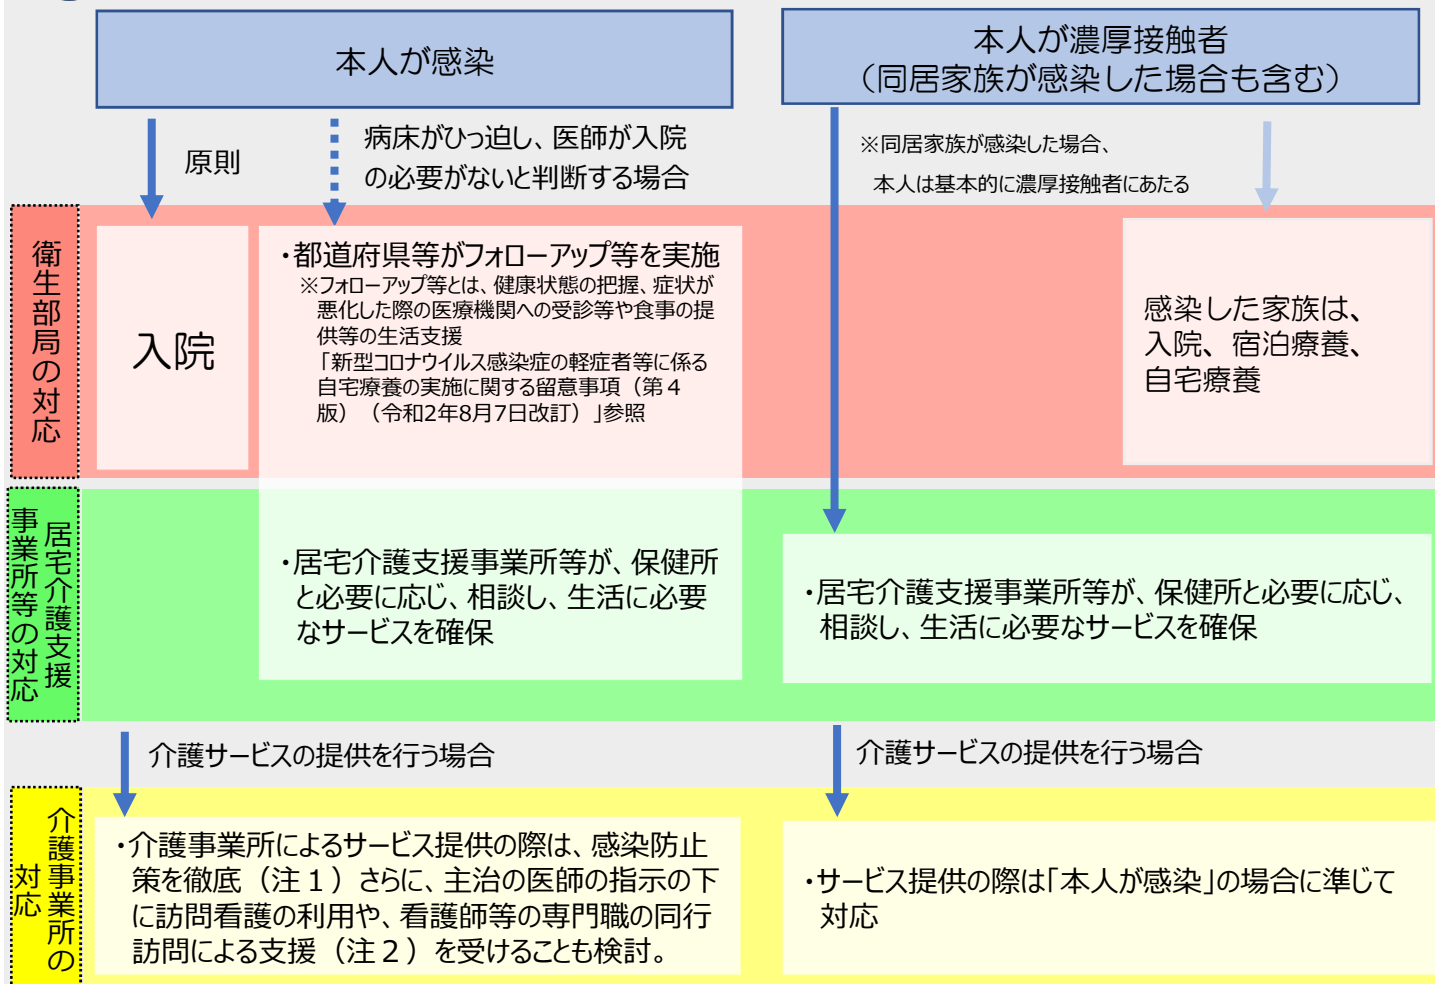 本人が感染
本人が濃厚接触者
（同居家族が感染した場合も含む）
原則
病床がひっ迫し、医師が入院
の必要がないと判断する場合
※同居家族が感染した場合、
本人は基本的に濃厚接触者にあたる
衛生部局の対応
入院
・都道府県等がフォローアップ等を実施
※フォローアップ等とは、健康状態の把握、症状が
悪化した際の医療機関への受診等や食事の提
供等の生活支援
「新型コロナウイルス感染症の軽症者等に係る
自宅療養の実施に関する留意事項（第４
版）（令和2年8月7日改訂）」参照
感染した家族は、
入院、宿泊療養、
自宅療養
居宅介護支援
事業所等の対応
・居宅介護支援事業所等が、保健所
と必要に応じ、相談し、生活に必要
なサービスを確保
・居宅介護支援事業所等が、保健所と必要に応じ、
相談し、生活に必要なサービスを確保
介護サービスの提供を行う場合
介護サービスの提供を行う場合
介護事業所の
対応
・介護事業所によるサービス提供の際は、感染防止
策を徹底（注１）さらに、主治の医師の指示の下
に訪問看護の利用や、看護師等の専門職の同行
訪問による支援（注２）を受けることも検討。
・サービス提供の際は「本人が感染」の場合に準じて
対応